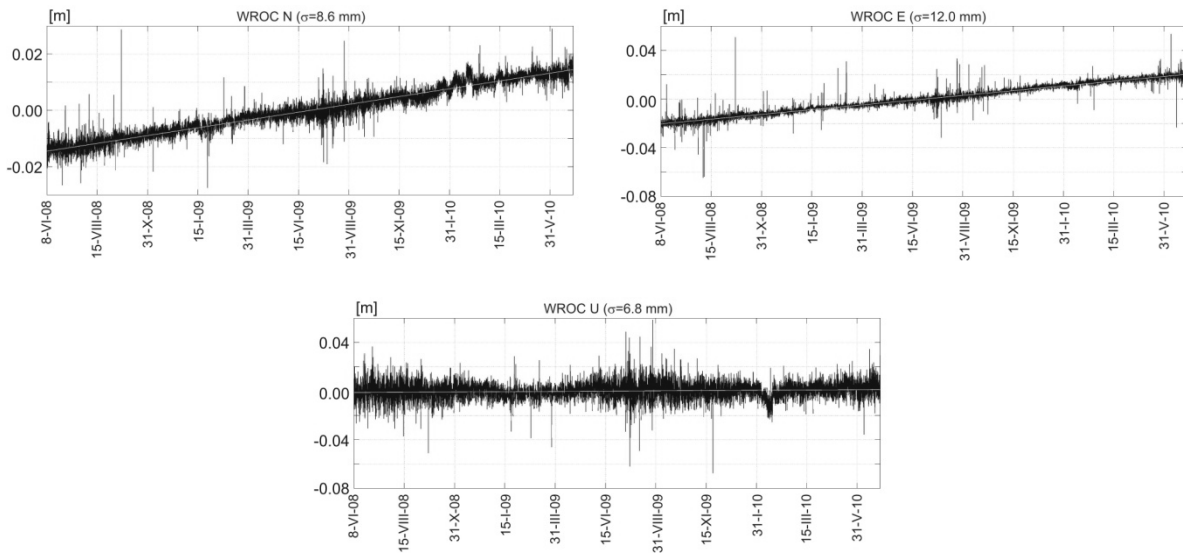 [m] WROC N (σ=8.6 mm)
0.02
0.00
-0.02
8-VI-08
15-VIII-08
31-X-08
15-I-09
31-III-09
15-VI-09
31-VIII-09
15-XI-09
31-I-10
15-III-10
31-V-10
[m] WROC E (σ=12.0 mm)
0.04
0.00
-0.04
-0.08
8-VI-08
15-VIII-08
31-X-08
15-I-09
31-III-09
15-VI-09
31-VIII-09
15-XI-09
31-I-10
15-III-10
31-V-10
[m] WROC U (σ=6.8 mm)
0.04
0.00
-0.04
-0.08
8-VI-08
15-VIII-08
31-X-08
15-I-09
31-III-09
15-VI-09
31-VIII-09
15-XI-09
31-I-10
15-III-10
31-V-10